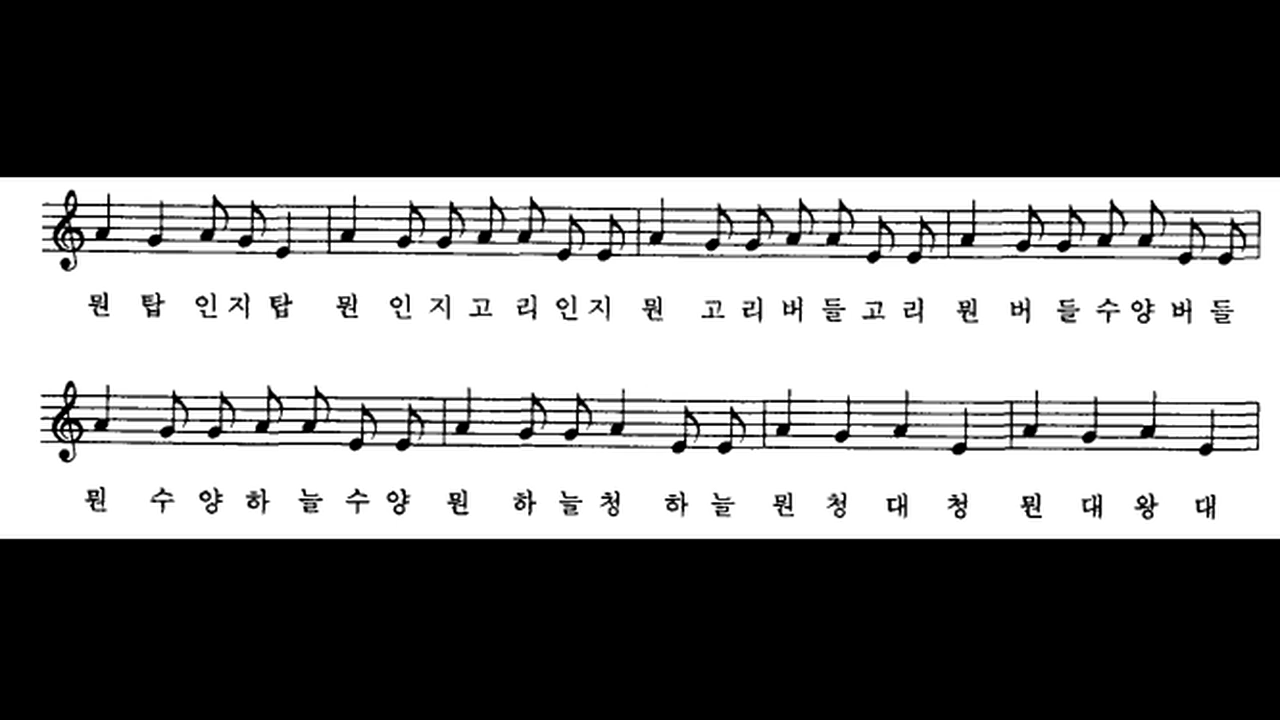 뭔 탑 인지 탑 뭔 인 지 고 리 인지 뭔 고 리 버 들 고 리 뭔 버 들 수 양 버 들
뭔 수 양 하 늘 수 양 뭔 하 늘 청 하 늘 뭔 청 대 청 뭔 대 왕 대